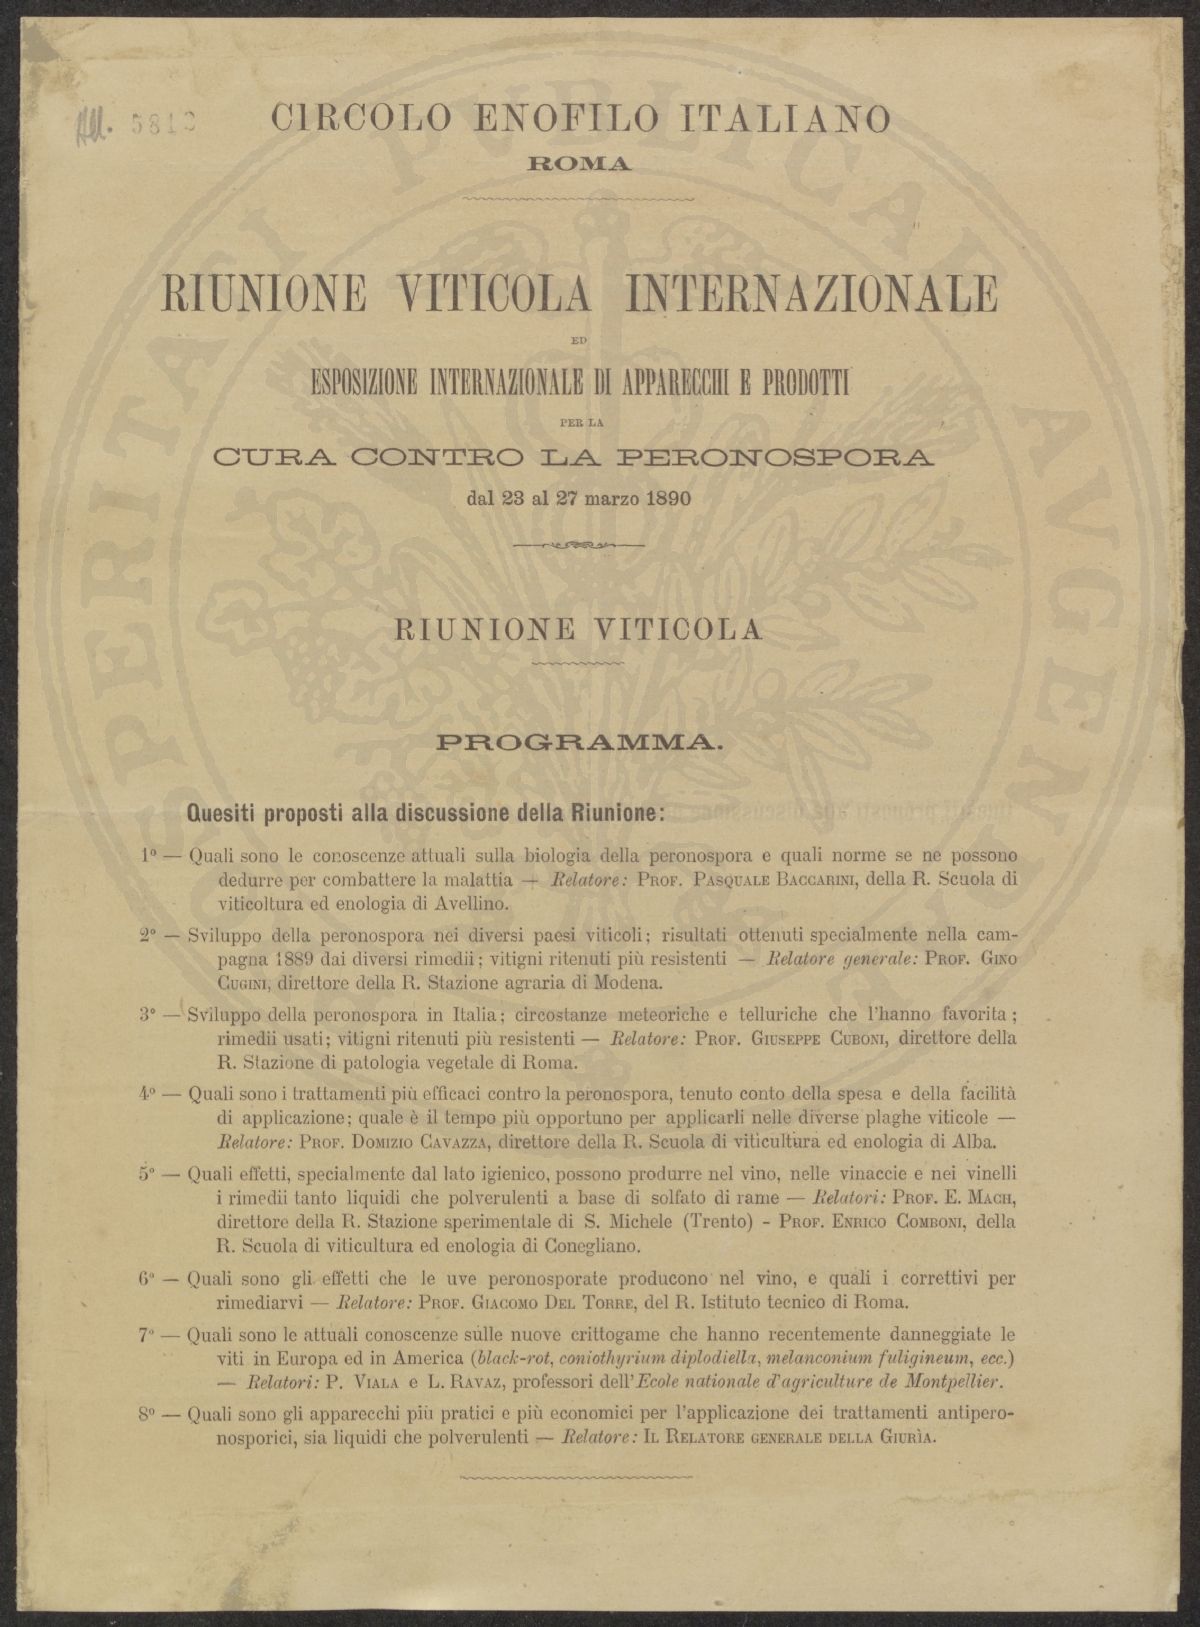 All. 5810
CIRCOLO ENOFILO ITALIANO
ROMA
RIUNIONE VITICOLA INTERNAZIONALE
ED
ESPOSIZIONE INTERNAZIONALE DI APPARECCHI E PRODOTTI
PER LA
CURA CONTRO LA PERONOSPORA
dal 23 al 27 marzo 1890
RIUNIONE VITICOLA
PROGRAMMA.
Quesiti proposti alla discussione della Riunione:
1º — Quali sono le conoscenze attuali sulla biologia della peronospora e quali norme se ne possono
dedurre per combattere la malattia — Relatore: PROF. PASQUALE BACCARINI, della R. Scuola di
viticoltura ed enologia di Avellino.
2º — Sviluppo della peronospora nei diversi paesi viticoli; risultati ottenuti specialmente nella cam-
pagna 1889 dai diversi rimedii; vitigni ritenuti più resistenti — Relatore generale: PROF. GINO
CUGINI, direttore della R. Stazione agraria di Modena.
3º — Sviluppo della peronospora in Italia; circostanze meteoriche e telluriche che l'hanno favorita;
rimedii usati; vitigni ritenuti più resistenti — Relatore: PROF. GIUSEPPE CUBONI, direttore della
R. Stazione di patologia vegetale di Roma.
4º — Quali sono i trattamenti più efficaci contro la peronospora, tenuto conto della spesa e della facilità
di applicazione; quale è il tempo più opportuno per applicarli nelle diverse plaghe viticole —
Relatore: PROF. DOMIZIO CAVAZZA, direttore della R. Scuola di viticultura ed enologia di Alba.
5º — Quali effetti, specialmente dal lato igienico, possono produrre nel vino, nelle vinaccie e nei vinelli
i rimedii tanto liquidi che polverulenti a base di solfato di rame — Relatori: PROF. E. MACH,
direttore della R. Stazione sperimentale di S. Michele (Trento) - PROF. ENRICO COMBONI, della
R. Scuola di viticultura ed enologia di Conegliano.
6º — Quali sono gli effetti che le uve peronosporate producono nel vino, e quali i correttivi per
rimediarvi — Relatore: PROF. GIACOMO DEL TORRE, del R. Istituto tecnico di Roma.
7º — Quali sono le attuali conoscenze sulle nuove crittogame che hanno recentemente danneggiate le
viti in Europa ed in America (black-rot, coniothyrium diplodiella, melanconium fuligineum, ecc.)
— Relatori: P. VIALA e L. RAVAZ, professori dell'Ecole nationale d'agriculture de Montpellier.
8º — Quali sono gli apparecchi più pratici e più economici per l'applicazione dei trattamenti antipero-
nosporici, sia liquidi che polverulenti — Relatore: IL RELATORE GENERALE DELLA GIURÌA.